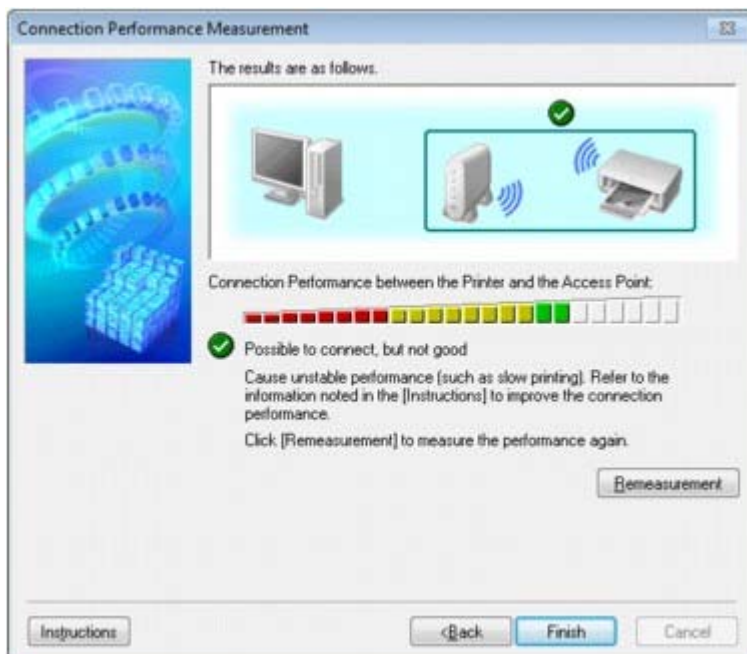 Connection Performance Measurement
The results are as follows.
Connection Performance between the Printer and the Access Point:
Possible to connect, but not good
Cause unstable performance (such as slow printing). Refer to the
information noted in the [Instructions] to improve the connection
performance.
Click [Remeasurement] to measure the performance again.
Remeasurement
Instructions
<Back
Finish
Cancel